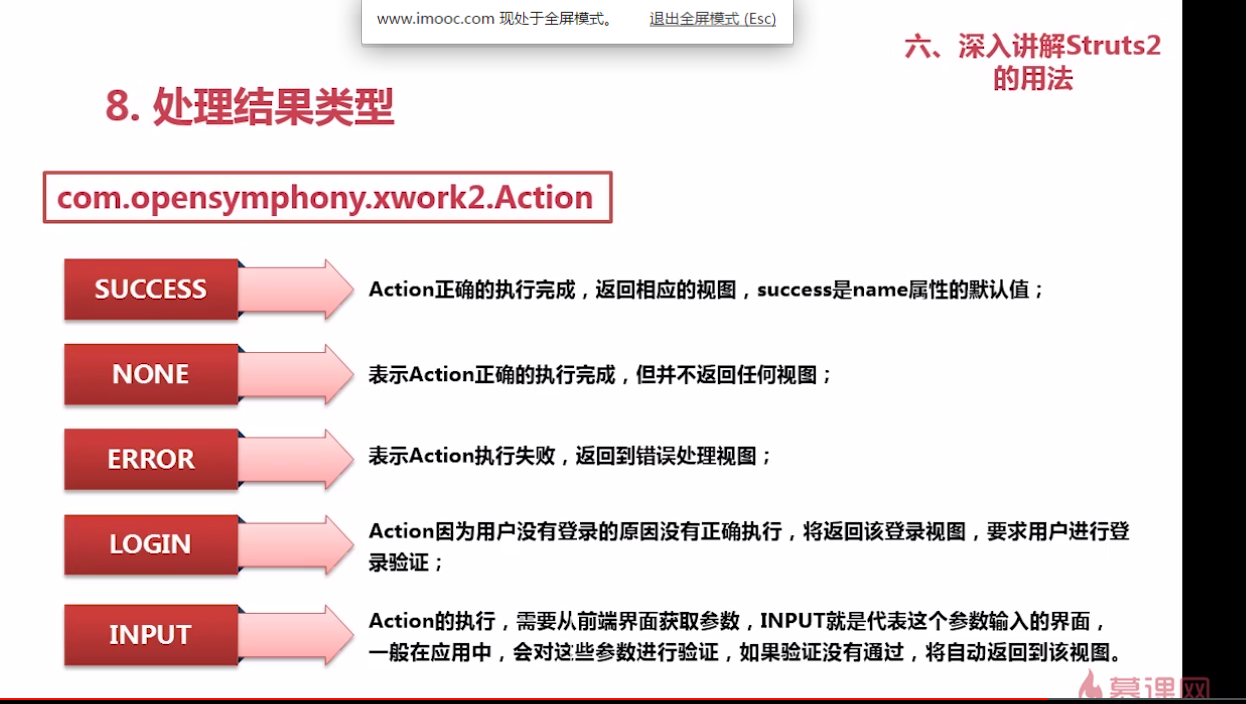 www.imooc.com 现处于全屏模式。 退出全屏模式 (Esc)
六、深入讲解Struts2
的用法
8. 处理结果类型
com.opensymphony.xwork2.Action
SUCCESS
Action正确的执行完成，返回相应的视图，success是name属性的默认值；
NONE
表示Action正确的执行完成，但并不返回任何视图；
ERROR
表示Action执行失败，返回到错误处理视图；
LOGIN
Action因为用户没有登录的原因没有正确执行，将返回该登录视图，要求用户进行登
录验证；
INPUT
Action的执行，需要从前端界面获取参数，INPUT就是代表这个参数输入的界面，
一般在应用中，会对这些参数进行验证，如果验证没有通过，将自动返回到该视图。
慕课网